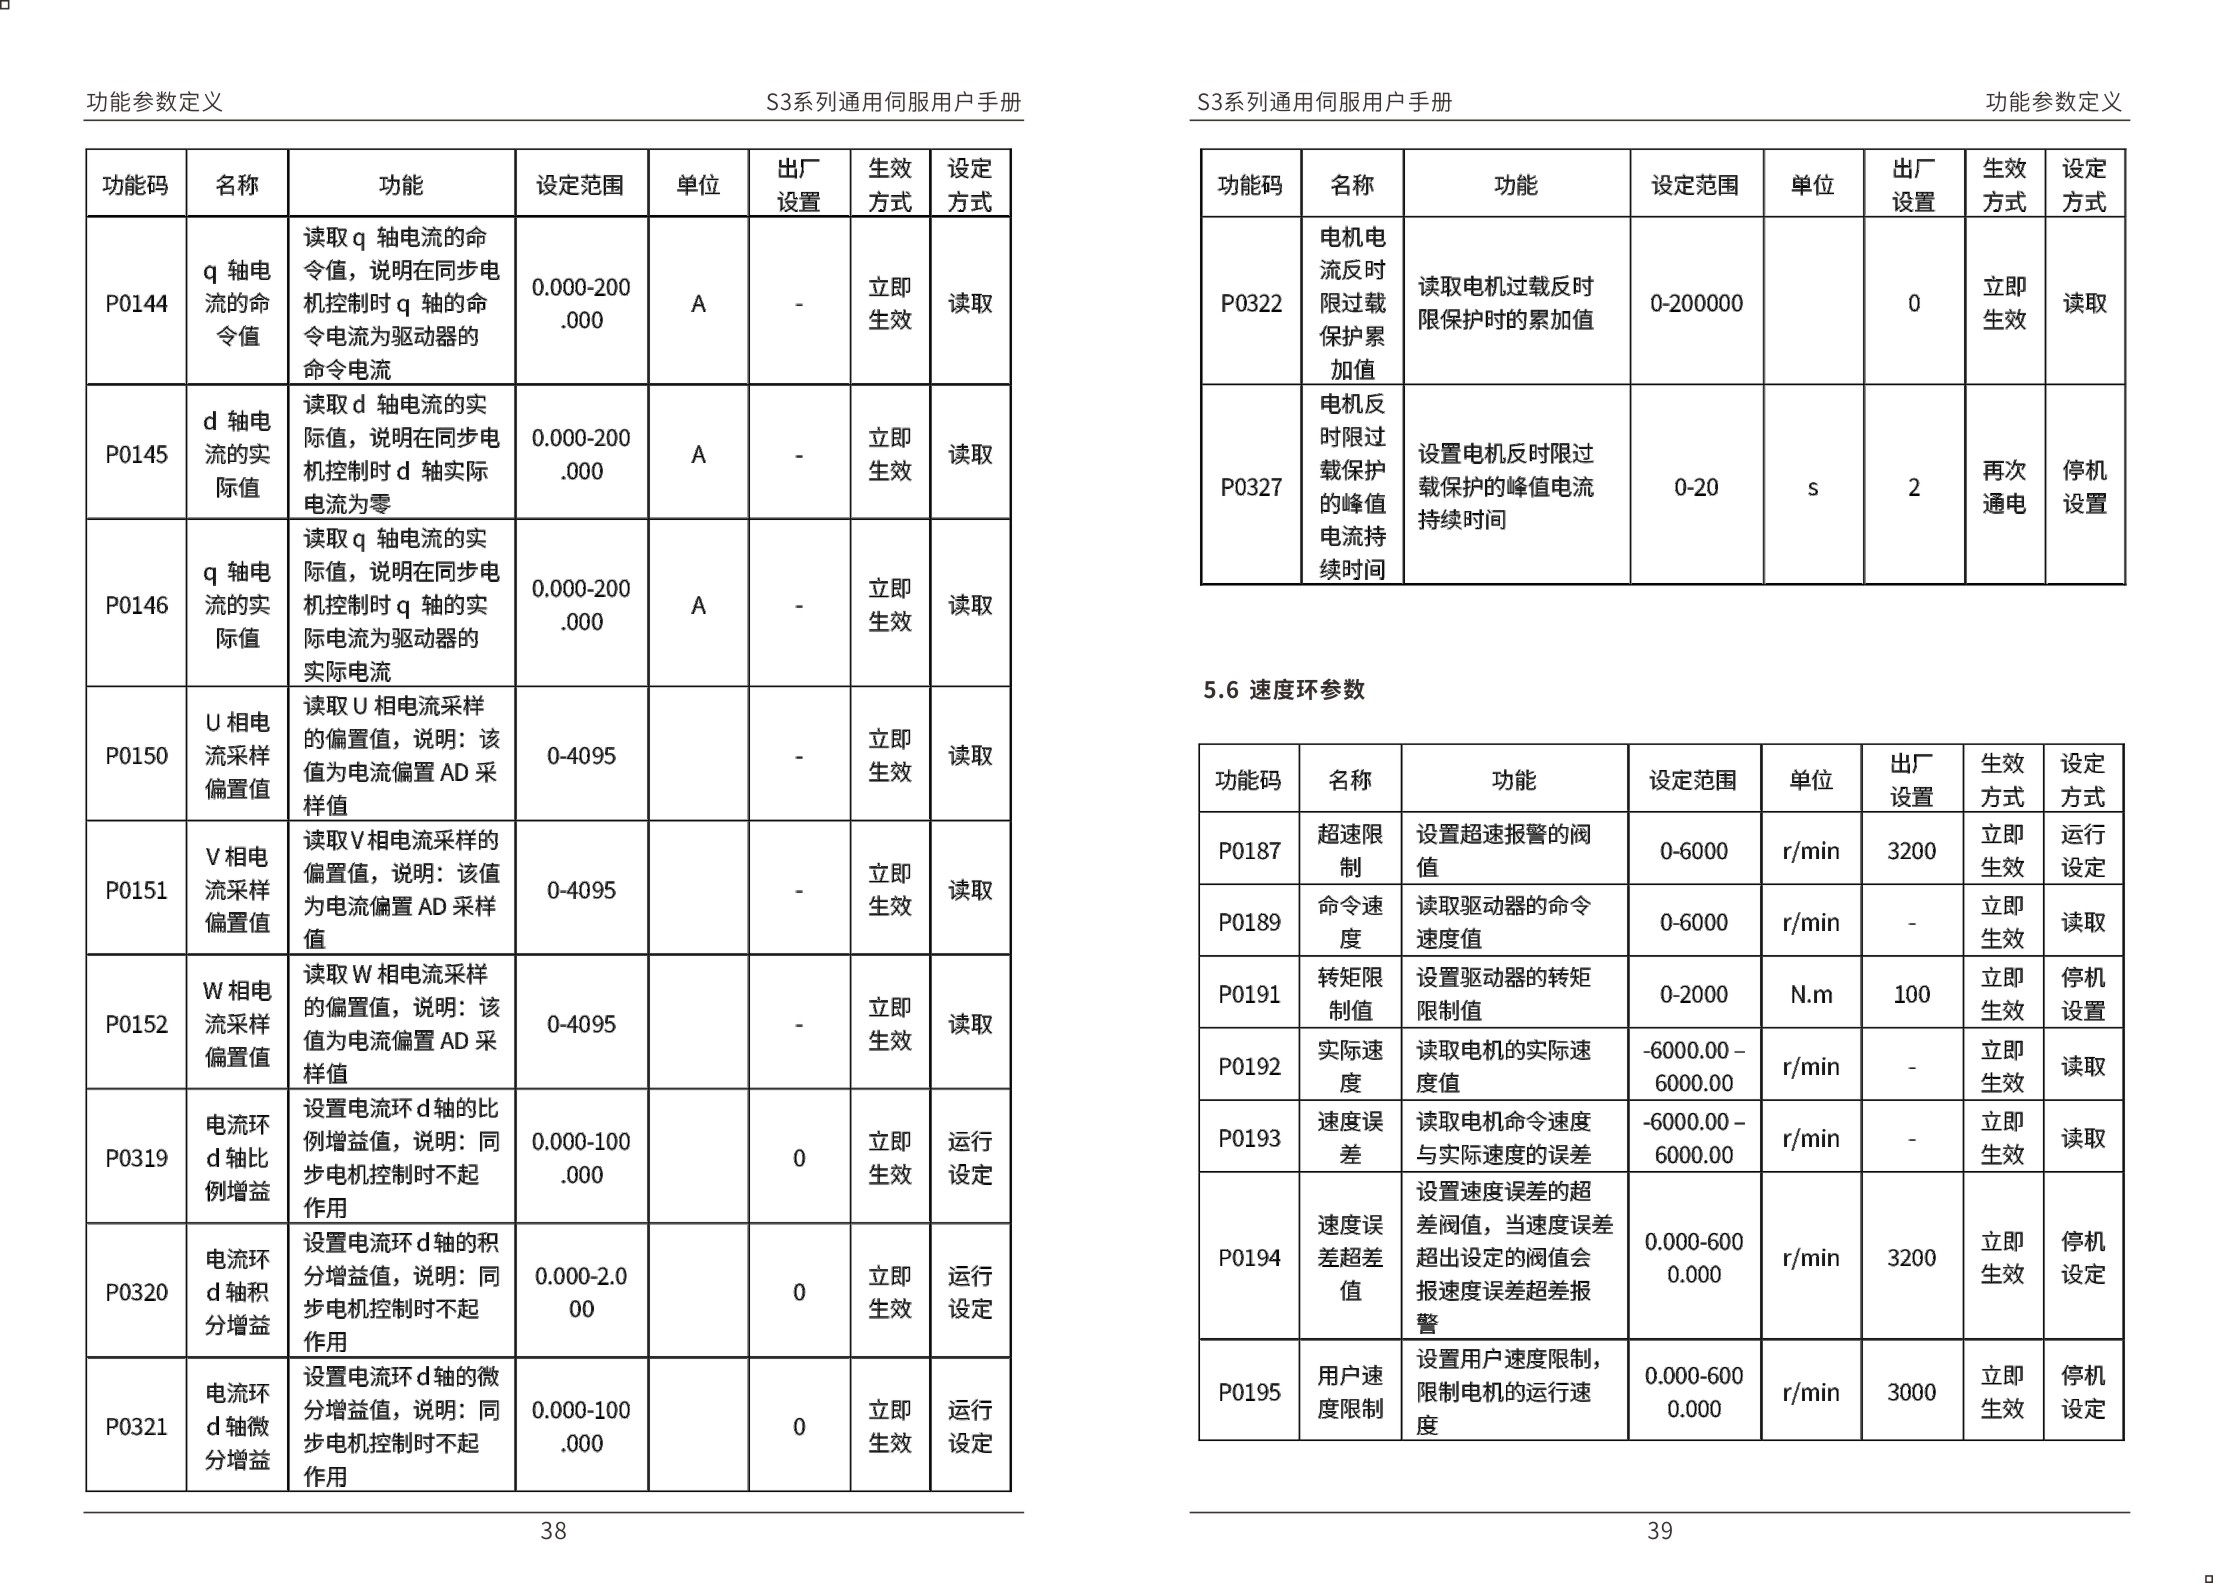 功能参数定义 S3系列通用伺服用户手册
功能码 名称 功能 设定范围 单位 出厂设置 生效方式 设定方式
P0144 q 轴电流的命令值 读取 q 轴电流的命令值，说明在同步电机控制时 q 轴的命令电流为驱动器的命令电流 0.000-200.000 A - 立即生效 读取
P0145 d 轴电流的实际值 读取 d 轴电流的实际值，说明在同步电机控制时 d 轴实际电流为零 0.000-200.000 A - 立即生效 读取
P0146 q 轴电流的实际值 读取 q 轴电流的实际值，说明在同步电机控制时 q 轴的实际电流为驱动器的实际电流 0.000-200.000 A - 立即生效 读取
P0150 U 相电流采样偏置值 读取 U 相电流采样的偏置值，说明：该值为电流偏置 AD 采样值 0-4095 - 立即生效 读取
P0151 V 相电流采样偏置值 读取 V 相电流采样的偏置值，说明：该值为电流偏置 AD 采样值 0-4095 - 立即生效 读取
P0152 W 相电流采样偏置值 读取 W 相电流采样的偏置值，说明：该值为电流偏置 AD 采样值 0-4095 - 立即生效 读取
P0319 电流环 d 轴比例增益 设置电流环 d 轴的比例增益值，说明：同步电机控制时不起作用 0.000-100.000 0 立即生效 运行设定
P0320 电流环 d 轴积分增益 设置电流环 d 轴的积分增益值，说明：同步电机控制时不起作用 0.000-2.000 0 立即生效 运行设定
P0321 电流环 d 轴微分增益 设置电流环 d 轴的微分增益值，说明：同步电机控制时不起作用 0.000-100.000 0 立即生效 运行设定
38
S3系列通用伺服用户手册 功能参数定义
功能码 名称 功能 设定范围 单位 出厂设置 生效方式 设定方式
P0322 电机电流反时限过载保护累加值 读取电机过载反时限保护时的累加值 0-200000 0 立即生效 读取
P0327 电机反时限过载保护的峰值电流持续时间 设置电机反时限过载保护的峰值电流持续时间 0-20 s 2 再次通电 停机设置
5.6 速度环参数
功能码 名称 功能 设定范围 单位 出厂设置 生效方式 设定方式
P0187 超速限制 设置超速报警的阀值 0-6000 r/min 3200 立即生效 运行设定
P0189 命令速度 读取驱动器的命令速度值 0-6000 r/min - 立即生效 读取
P0191 转矩限制值 设置驱动器的转矩限制值 0-2000 N.m 100 立即生效 停机设置
P0192 实际速度 读取电机的实际速度值 -6000.00 – 6000.00 r/min - 立即生效 读取
P0193 速度误差 读取电机命令速度与实际速度的误差 -6000.00 – 6000.00 r/min - 立即生效 读取
P0194 速度误差超差值 设置速度误差的超差阀值，当速度误差超出设定的阀值会报速度误差超差报警 0.000-6000.000 r/min 3200 立即生效 停机设定
P0195 用户速度限制 设置用户速度限制，限制电机的运行速度 0.000-6000.000 r/min 3000 立即生效 停机设定
39